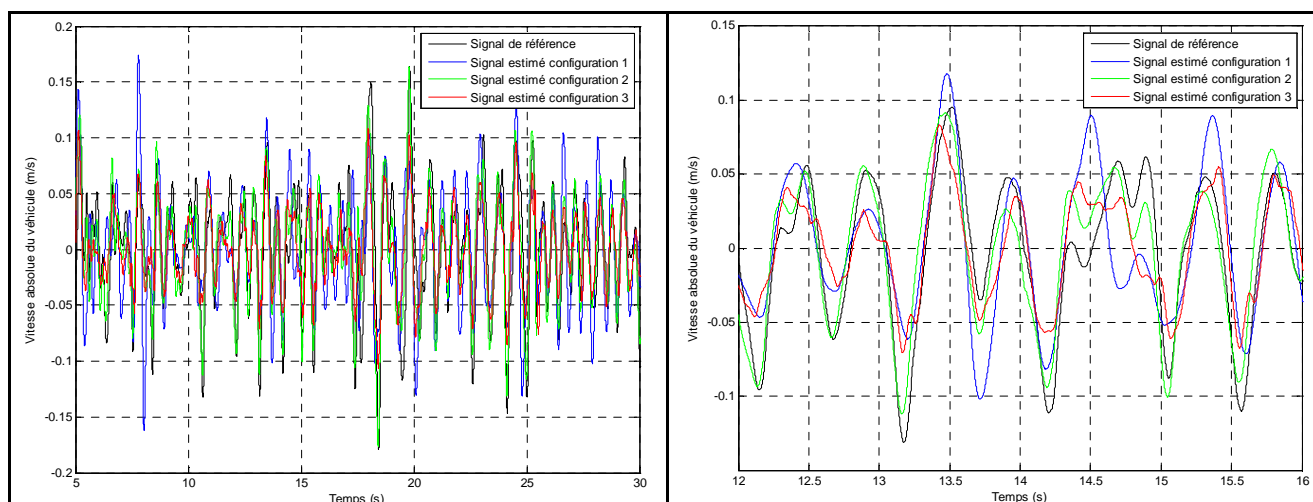 0.2
0.15
0.1
0.05
0
-0.05
-0.1
-0.15
-0.2
Vitesse absolue du véhicule (m/s)
Signal de référence
Signal estimé configuration 1
Signal estimé configuration 2
Signal estimé configuration 3
5 10 15 20 25 30
Temps (s)
0.15
0.1
0.05
0
-0.05
-0.1
Vitesse absolue du véhicule (m/s)
Signal de référence
Signal estimé configuration 1
Signal estimé configuration 2
Signal estimé configuration 3
12 12.5 13 13.5 14 14.5 15 15.5 16
Temps (s)